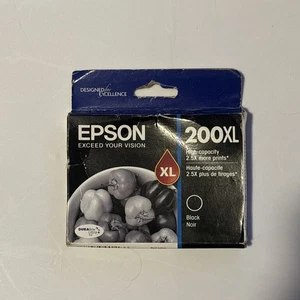 DESIGNED for
EXCELLENCE
EPSON
EXCEED YOUR VISION
200XL
XL
High-capacity
2.5X more prints*
Haute-capacité
2.5X plus de tirages*
Black
Noir
DURABrite